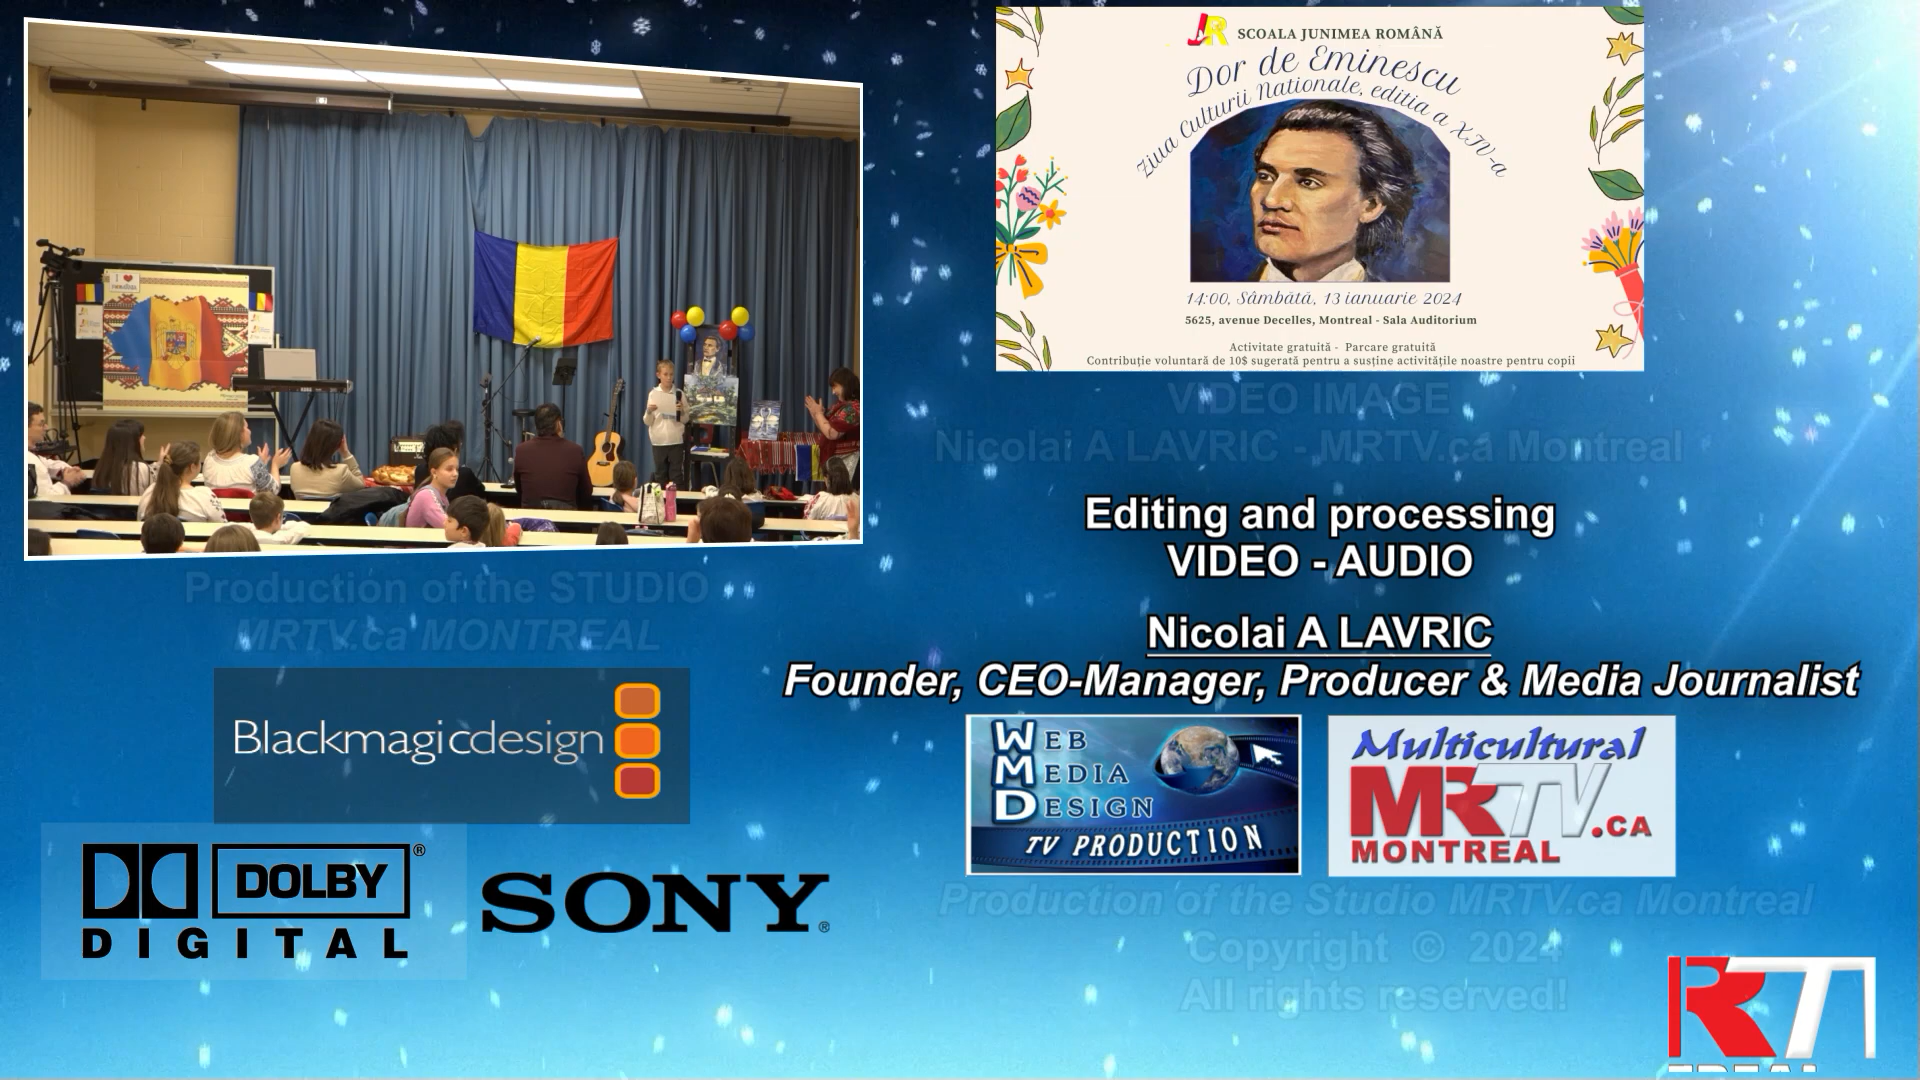 I ❤ ROMANIA
JR SCOALA JUNIMEA ROMÂNĂ
Dor de Eminescu
Ziua Culturii Nationale, editia a XIV-a
14:00, Sâmbătă, 13 ianuarie 2024
5625, avenue Decelles, Montreal - Sala Auditorium
Activitate gratuită - Parcare gratuită
Contribuție voluntară de 10$ sugerată pentru a susține activitățile noastre pentru copii
VIDEO IMAGE
Nicolai A LAVRIC - MRTV.ca Montreal
Editing and processing
VIDEO - AUDIO
Nicolai A LAVRIC
Founder, CEO-Manager, Producer & Media Journalist
Production of the STUDIO
MRTV.ca MONTREAL
Blackmagicdesign
DOLBY®
DIGITAL
SONY®
WEB
MEDIA
DESIGN
TV PRODUCTION
Multicultural
MRTV.CA
MONTREAL
Production of the Studio MRTV.ca Montreal
Copyright © 2024
All rights reserved!
RT